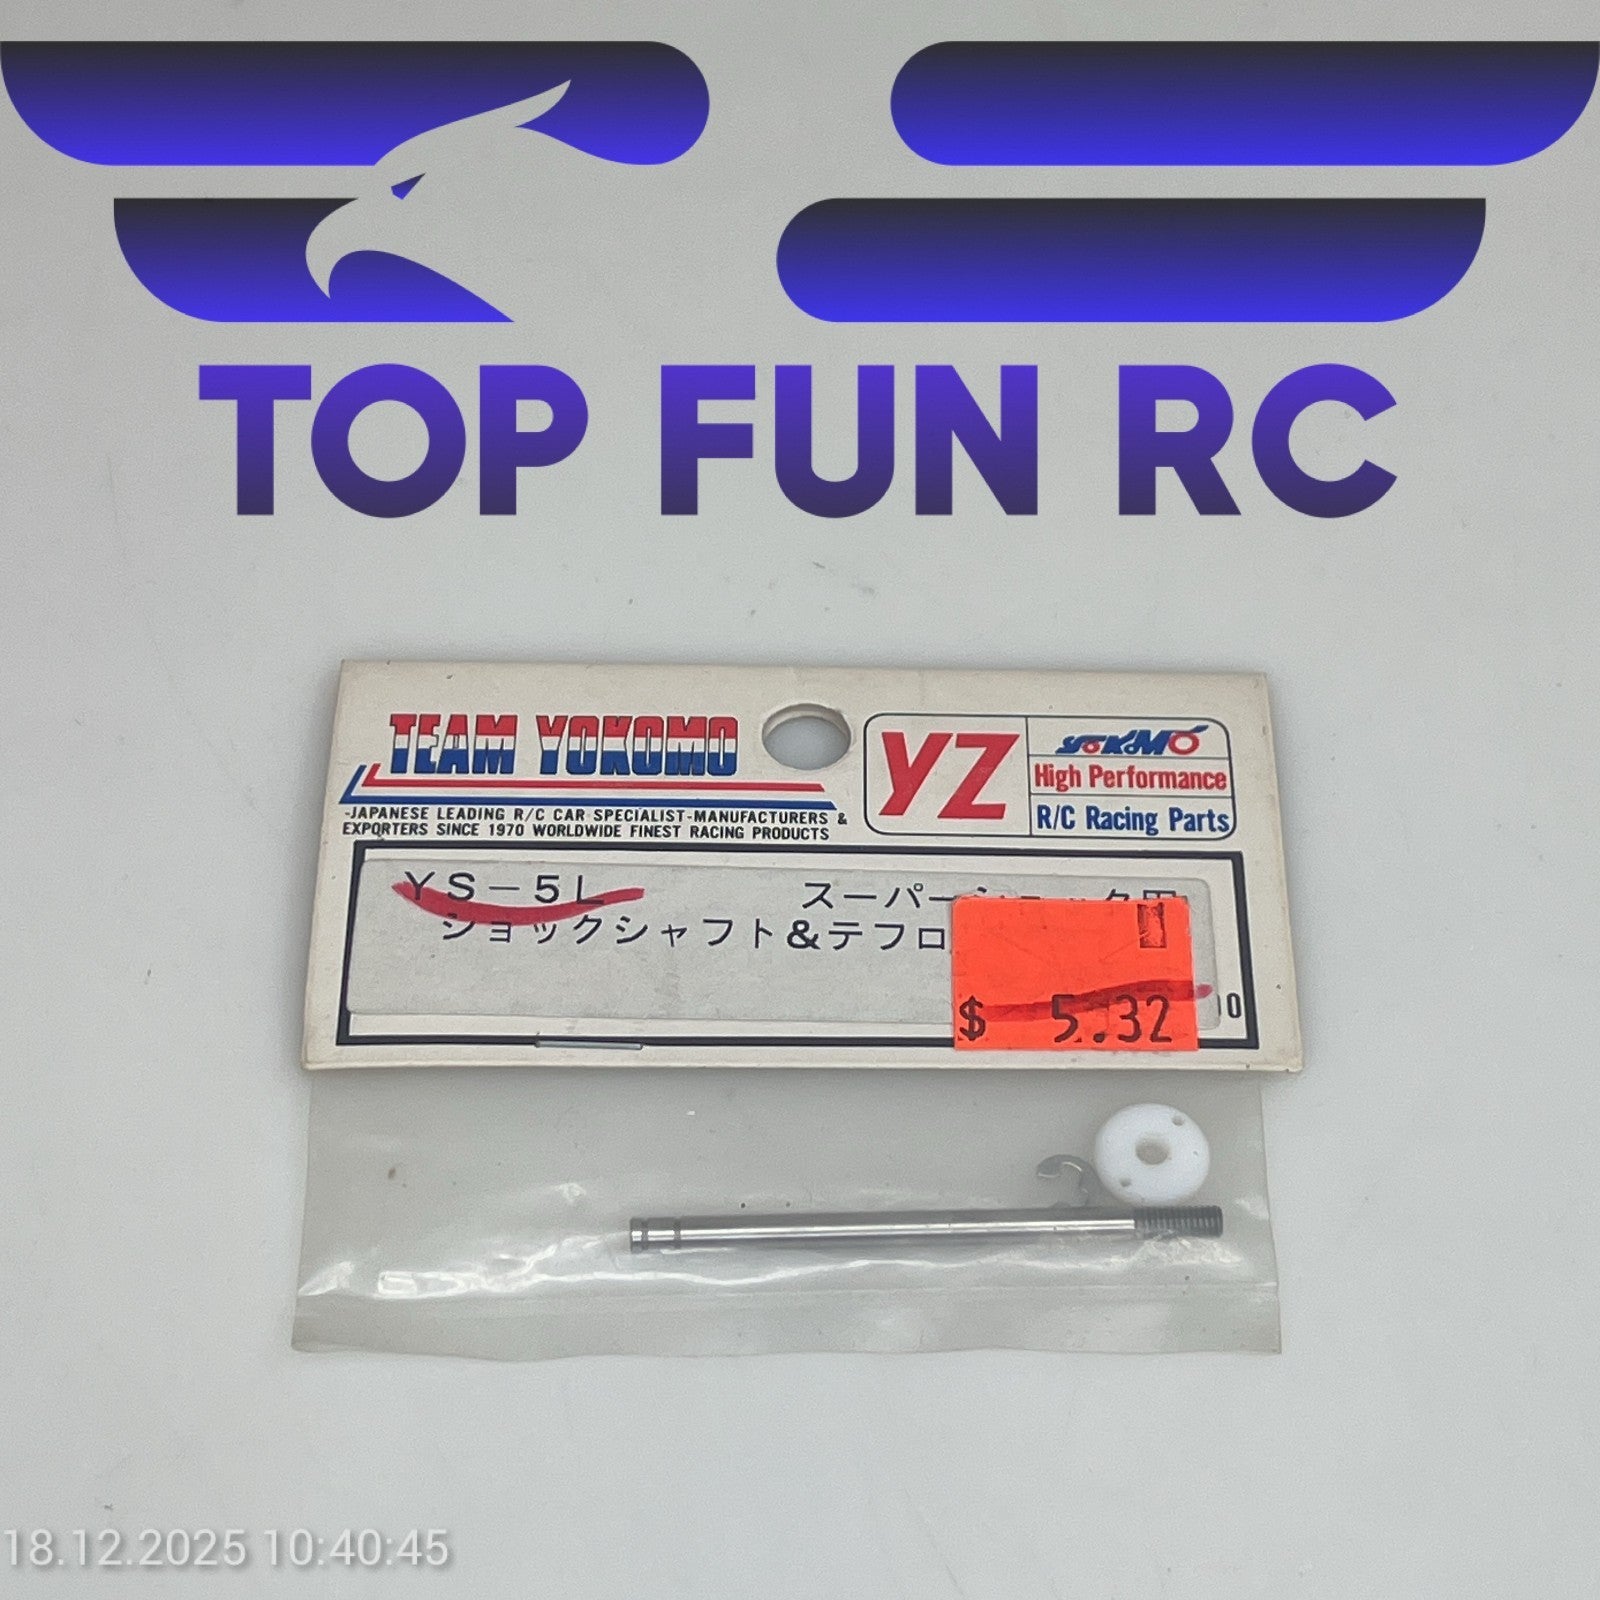 TOP FUN RC
TEAM YOKOMO
-JAPANESE LEADING R/C CAR SPECIALIST-MANUFACTURERS &
EXPORTERS SINCE 1970 WORLDWIDE FINEST RACING PRODUCTS
YZ
YOKOMO
High Performance
R/C Racing Parts
YS-5L スーパー
ショックシャフト&テフロ
$ 5.32
18.12.2025 10:40:45